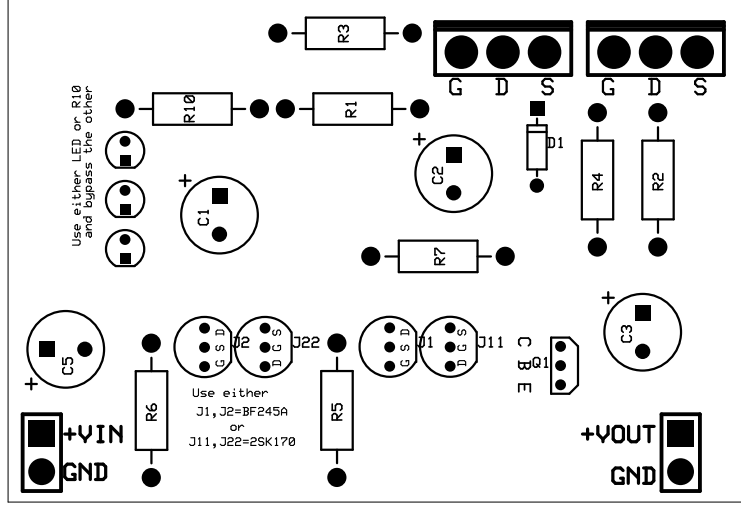 R3
G D S
G D S
R10
R1
D1
C2
R4
R2
Use either LED or R10
and bypass the other
C1
R7
C3
C5
G S D
J2
D G S
J22
G S D
J1
D G S
J11
C B E
Q1
R6
R5
Use either
J1,J2=BF245A
or
J11,J22=2SK170
+VIN
GND
+VOUT
GND